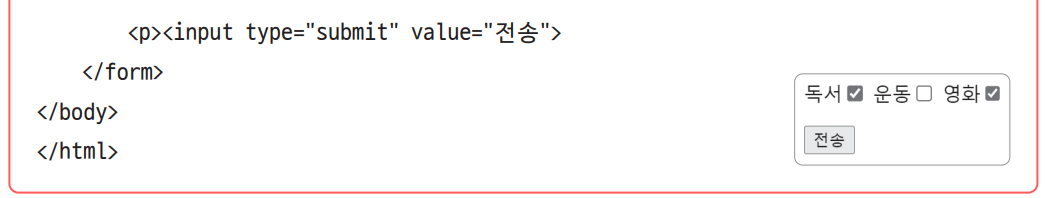 <p><input type="submit" value="전송">
</form>
</body>
</html>
독서 운동 영화
전송